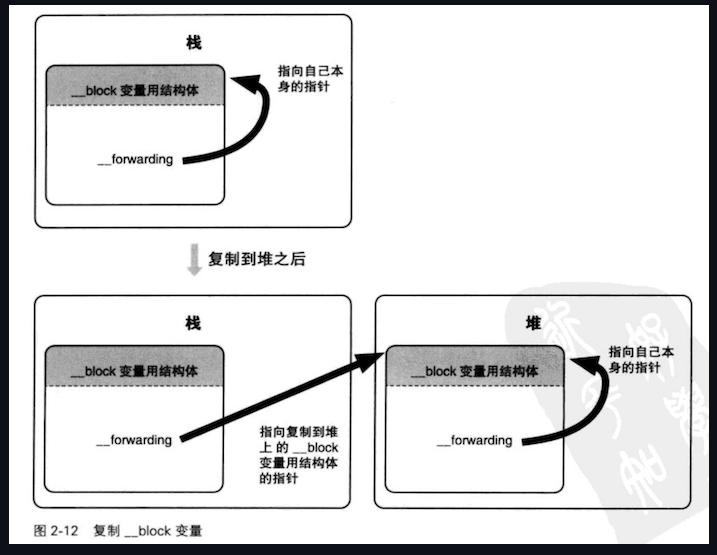 栈
指向自己本
身的指针
__block 变量用结构体
__forwarding
复制到堆之后
栈
__block 变量用结构体
__forwarding
指向复制到堆
上 的 __block
变量用结构体
的指针
堆
指向自己本
身的指针
__block 变量用结构体
__forwarding
图 2-12 复制 __block 变量